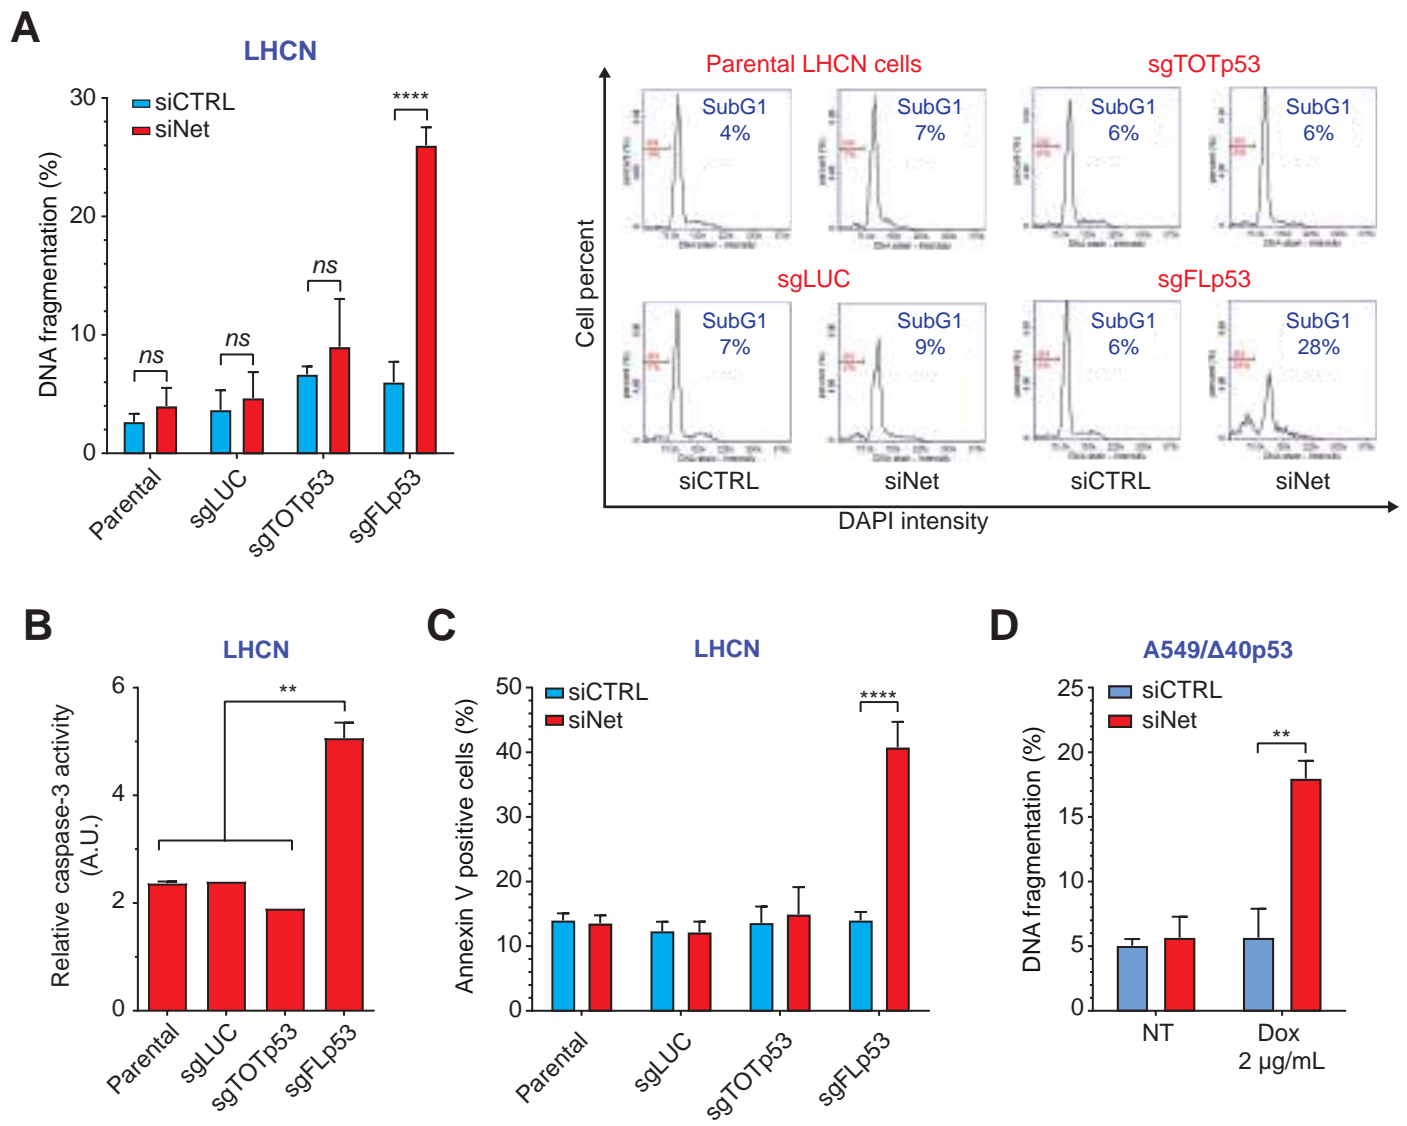 A
LHCN
siCTRL
siNet
DNA fragmentation (%)
30
20
10
0
ns
ns
ns
****
Parental
sgLUC
sgTOTp53
sgFLp53
Cell percent
Parental LHCN cells
sgTOTp53
SubG1
4%
SubG1
7%
SubG1
6%
SubG1
6%
sgLUC
sgFLp53
SubG1
7%
SubG1
9%
SubG1
6%
SubG1
28%
siCTRL
siNet
siCTRL
siNet
DAPI intensity
B
LHCN
Relative caspase-3 activity
(A.U.)
6
4
2
0
**
Parental
sgLUC
sgTOTp53
sgFLp53
C
LHCN
siCTRL
siNet
Annexin V positive cells (%)
50
40
30
20
10
0
****
Parental
sgLUC
sgTOTp53
sgFLp53
D
A549/Δ40p53
siCTRL
siNet
DNA fragmentation (%)
25
20
15
10
5
0
**
NT
Dox
2 µg/mL